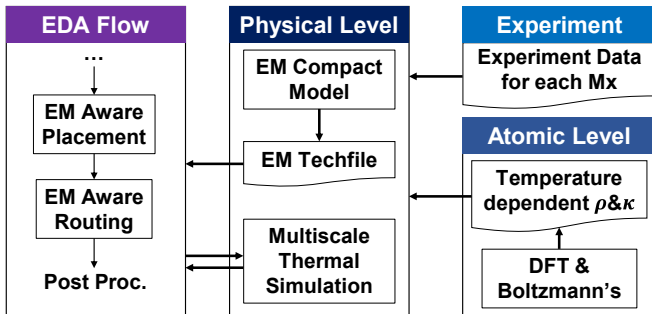 EDA Flow
...
EM Aware
Placement
EM Aware
Routing
Post Proc.
Physical Level
EM Compact
Model
EM Techfile
Multiscale
Thermal
Simulation
Experiment
Experiment Data
for each Mx
Atomic Level
Temperature
dependent ρ&κ
DFT &
Boltzmann's